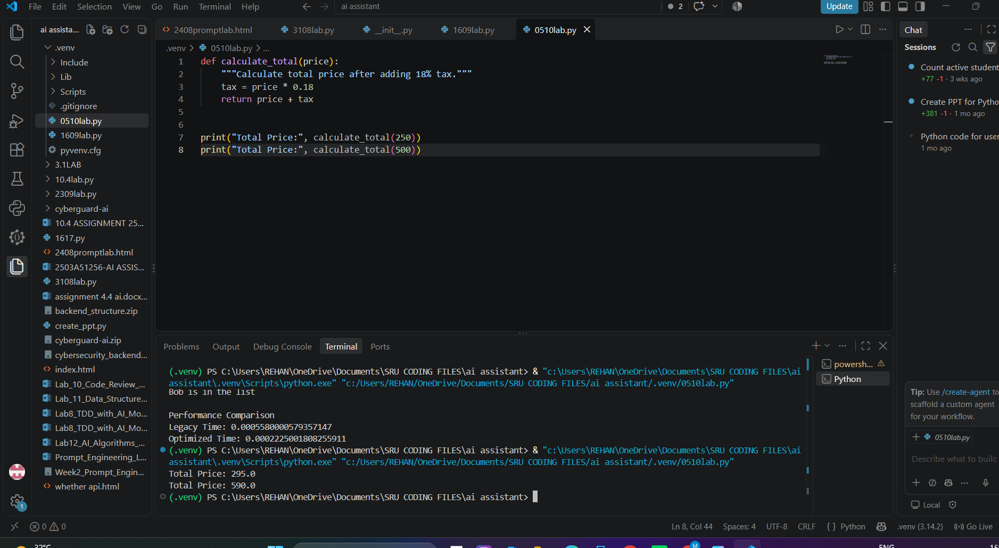 File Edit Selection View Go Run Terminal Help
ai assistant
2
Update
ai assista...
.venv
Include
Lib
Scripts
.gitignore
0510lab.py
1609lab.py
pyvenv.cfg
3.1LAB
10.4lab.py
2309lab.py
cyberguard-ai
10.4 ASSIGNMENT 25...
1617.py
2408promptlab.html
2503A51256-AI ASSIS...
3108lab.py
assignment 4.4 ai.docx...
backend_structure.zip
create_ppt.py
cyberguard-ai.zip
cybersecurity_backend...
index.html
Lab_10_Code_Review_...
Lab_11_Data_Structure...
Lab8_TDD_with_AI_Mo...
Lab8_TDD_with_AI_Mo...
Lab12_AI_Algorithms_...
Prompt_Engineering_L...
Week2_Prompt_Engin...
whether api.html
1
2408promptlab.html 3108lab.py __init__.py 1609lab.py 0510lab.py
.venv > 0510lab.py > ...
1 def calculate_total(price):
2 """Calculate total price after adding 18% tax."""
3 tax = price * 0.18
4 return price + tax
5
6
7 print("Total Price:", calculate_total(250))
8 print("Total Price:", calculate_total(500))
Problems Output Debug Console Terminal Ports
(.venv) PS C:\Users\REHAN\OneDrive\Documents\SRU CODING FILES\ai assistant> & "c:\Users\REHAN\OneDrive\Documents\SRU CODING FILES\ai
assistant\.venv\Scripts\python.exe" "c:/Users/REHAN/OneDrive/Documents/SRU CODING FILES/ai assistant/.venv/0510lab.py"
Bob is in the list
Performance Comparison
Legacy Time: 0.0005580000579357147
Optimized Time: 0.0002225001808255911
(.venv) PS C:\Users\REHAN\OneDrive\Documents\SRU CODING FILES\ai assistant> & "c:\Users\REHAN\OneDrive\Documents\SRU CODING FILES\ai
assistant\.venv\Scripts\python.exe" "c:/Users/REHAN/OneDrive/Documents/SRU CODING FILES/ai assistant/.venv/0510lab.py"
Total Price: 295.0
Total Price: 590.0
(.venv) PS C:\Users\REHAN\OneDrive\Documents\SRU CODING FILES\ai assistant>
powersh...
Python
Chat
Sessions
Count active student
+77 -1 · 3 wks ago
Create PPT for Pytho
+381 -1 · 1 mo ago
Python code for user
1 mo ago
Tip: Use /create-agent to
scaffold a custom agent
for your workflow.
0510lab.py
Describe what to build
Local
0 0
Ln 8, Col 44 Spaces: 4 UTF-8 CRLF { } Python .venv (3.14.2) Go Live
32°C
M
ENG